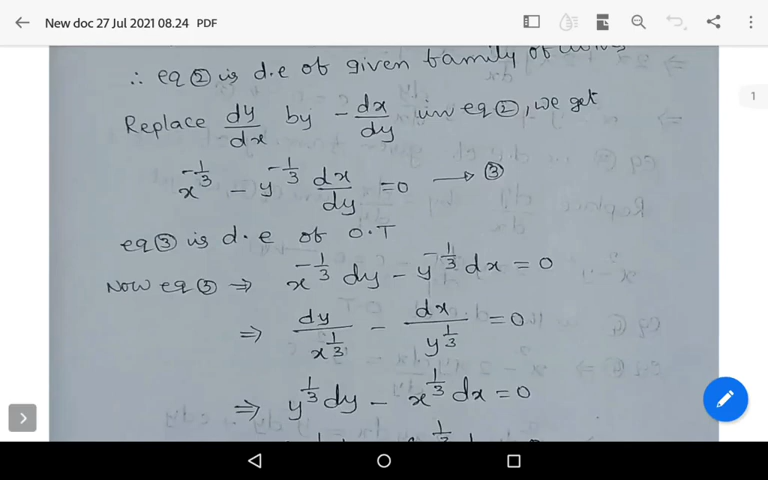 New doc 27 Jul 2021 08.24 PDF
1
∴ eq ② is d.e of given family of
Replace dy/dx by - dx/dy in eq ②, we get
x^(-1/3) - y^(-1/3) dx/dy = 0 → ③
eq ③ is d.e of O.T
Now eq ③ ⇒ x^(-1/3) dy - y^(-1/3) dx = 0
⇒ dy/x^(1/3) - dx/y^(1/3) = 0
⇒ y^(1/3) dy - x^(1/3) dx = 0